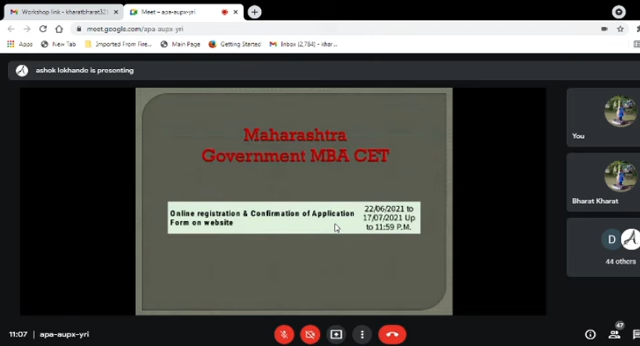 Workshop link - kharatbharat32
Meet – apa-aupx-yri
meet.google.com/apa-aupx-yri
Apps
New Tab
Imported From Fire...
Main Page
Getting Started
Inbox (2,784) - khar...
ashok lokhande is presenting
Maharashtra
Government MBA CET
Online registration & Confirmation of Application
Form on website
22/06/2021 to
17/07/2021 Up
to 11:59 P.M.
You
Bharat Kharat
D
44 others
11:07 | apa-aupx-yri
47